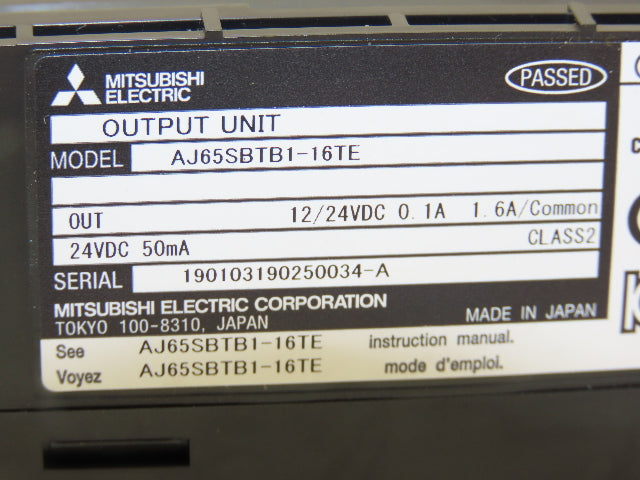 MITSUBISHI
ELECTRIC
PASSED
OUTPUT UNIT
MODEL AJ65SBTB1-16TE
OUT 12/24VDC 0.1A 1.6A/Common
24VDC 50mA CLASS2
SERIAL 190103190250034-A
MITSUBISHI ELECTRIC CORPORATION
TOKYO 100-8310, JAPAN MADE IN JAPAN
See AJ65SBTB1-16TE instruction manual.
Voyez AJ65SBTB1-16TE mode d'emploi.